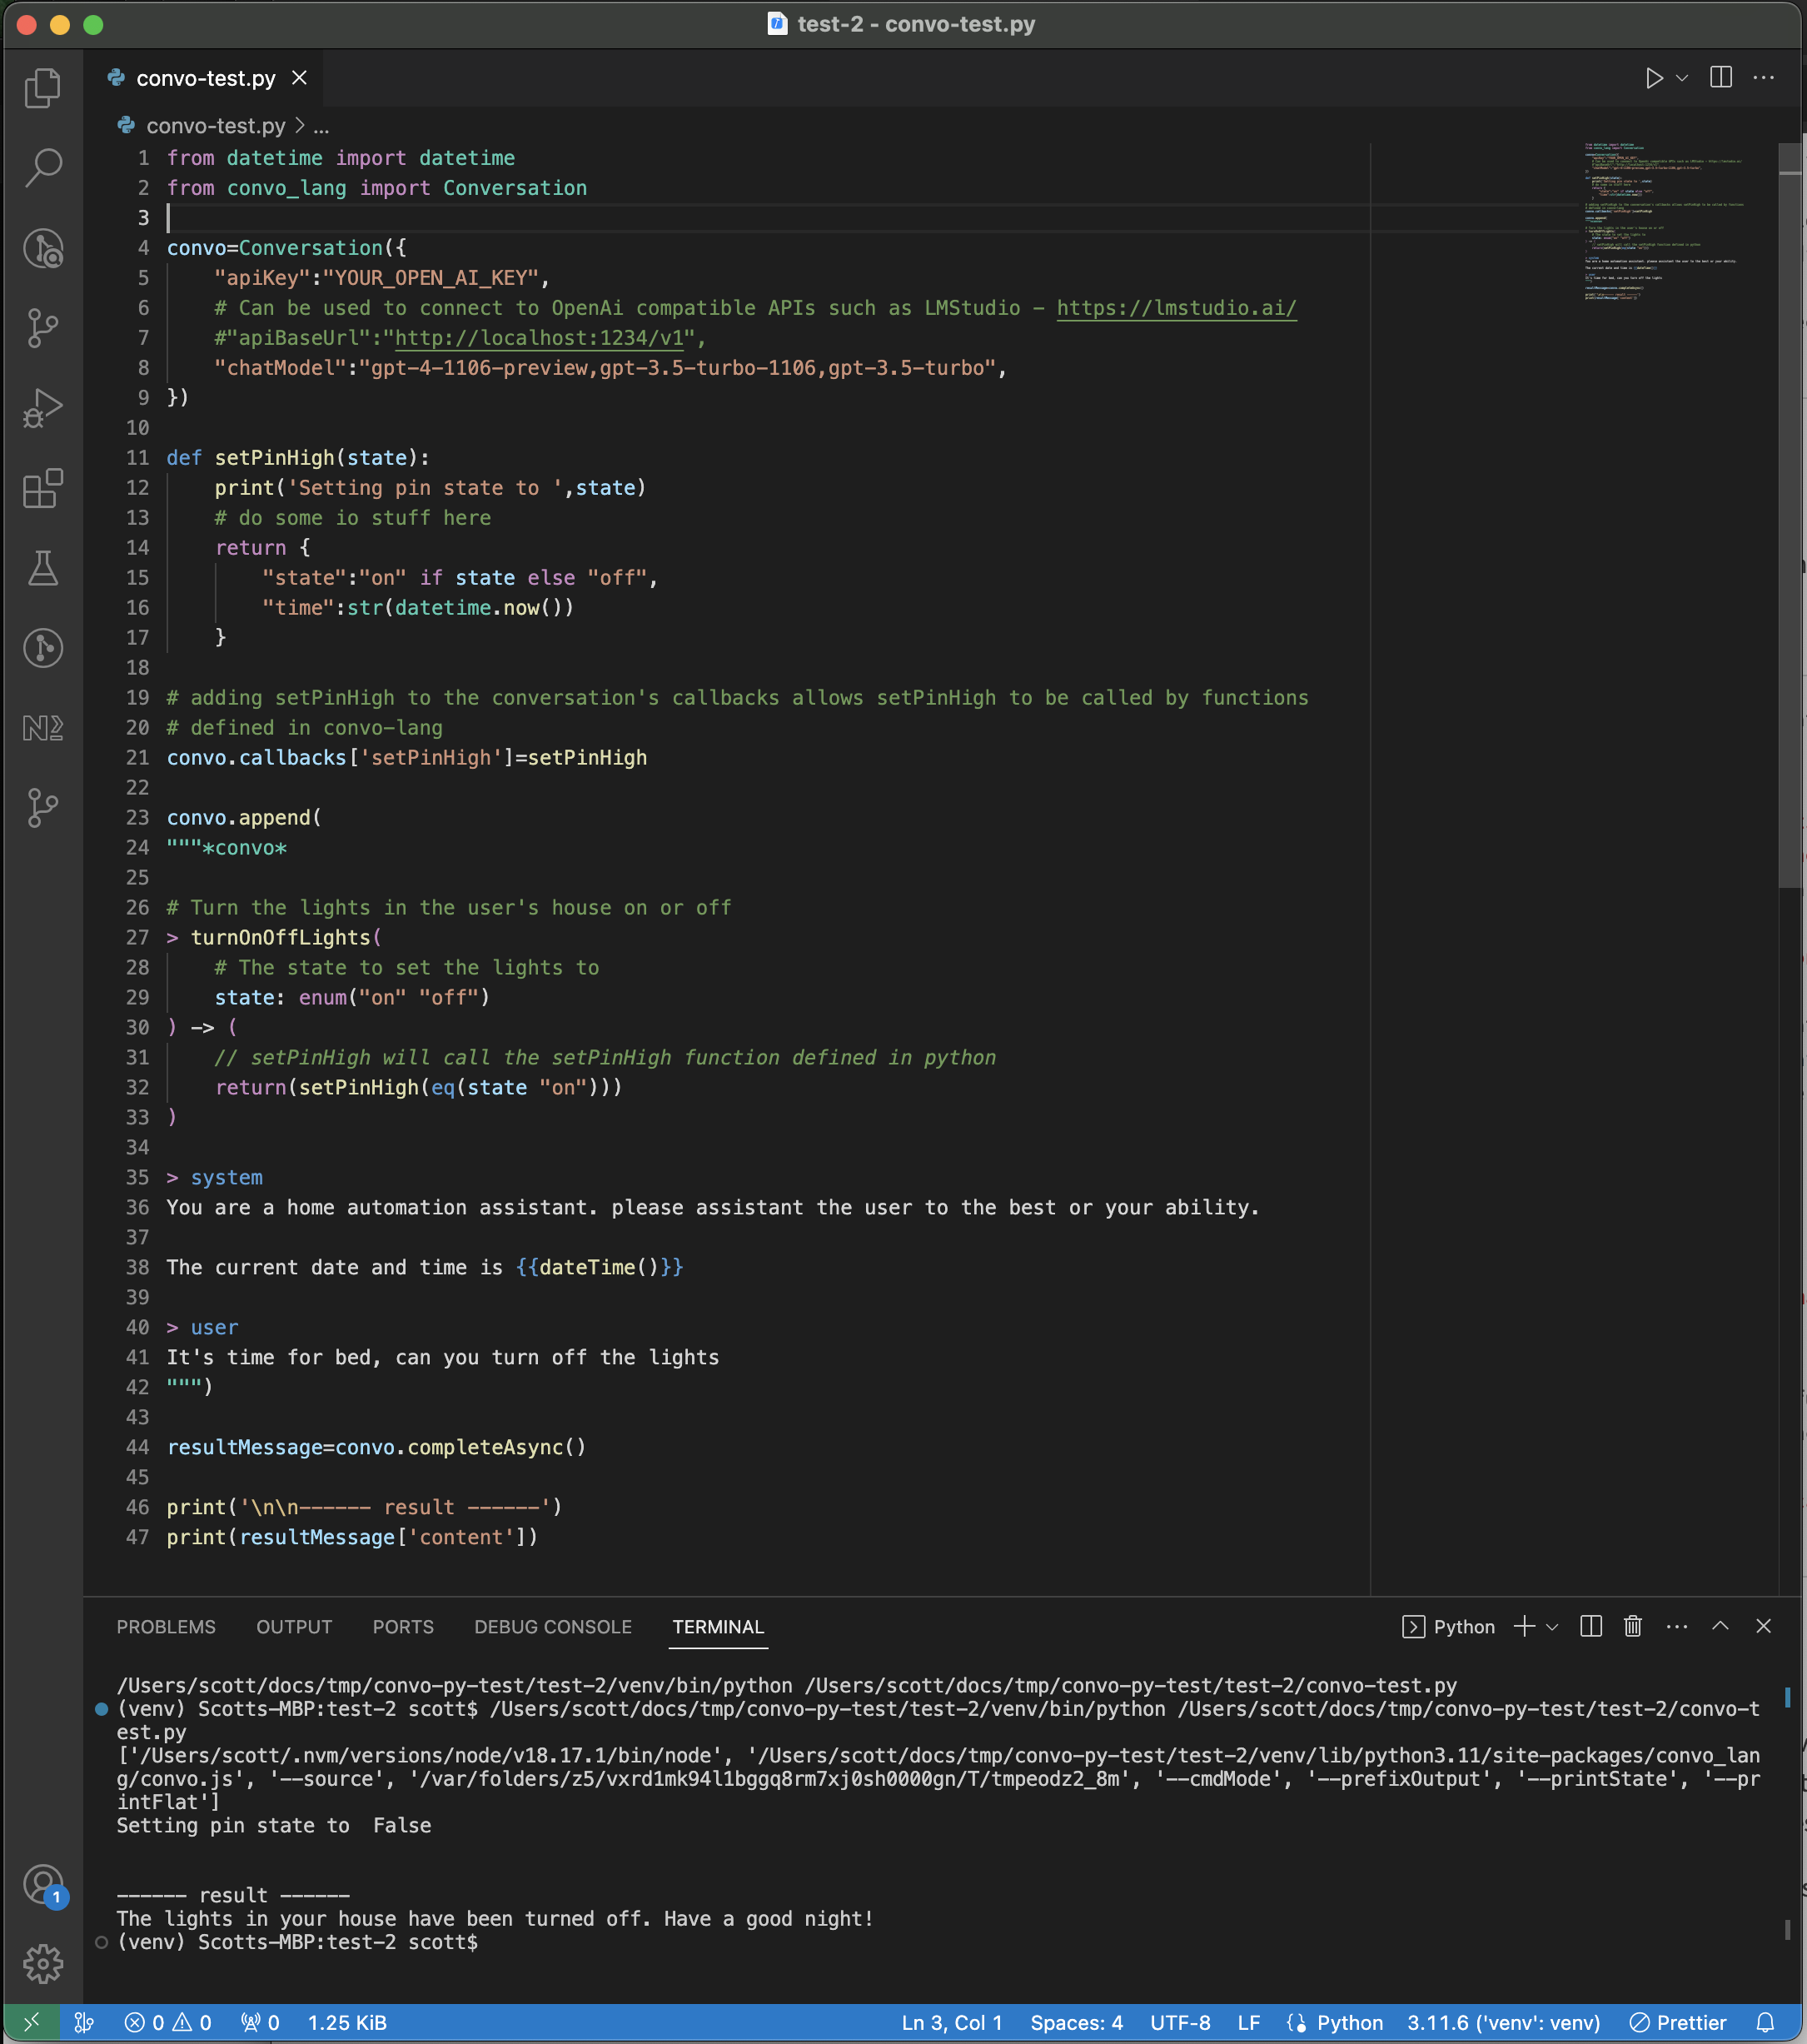 test-2 - convo-test.py
convo-test.py
convo-test.py > ...
1 from datetime import datetime
2 from convo_lang import Conversation
3
4 convo=Conversation({
5     "apiKey":"YOUR_OPEN_AI_KEY",
6     # Can be used to connect to OpenAi compatible APIs such as LMStudio - https://lmstudio.ai/
7     #"apiBaseUrl":"http://localhost:1234/v1",
8     "chatModel":"gpt-4-1106-preview,gpt-3.5-turbo-1106,gpt-3.5-turbo",
9 })
10
11 def setPinHigh(state):
12     print('Setting pin state to ',state)
13     # do some io stuff here
14     return {
15         "state":"on" if state else "off",
16         "time":str(datetime.now())
17     }
18
19 # adding setPinHigh to the conversation's callbacks allows setPinHigh to be called by functions
20 # defined in convo-lang
21 convo.callbacks['setPinHigh']=setPinHigh
22
23 convo.append(
24 """*convo*
25
26 # Turn the lights in the user's house on or off
27 > turnOnOffLights(
28     # The state to set the lights to
29     state: enum("on" "off")
30 ) -> (
31     // setPinHigh will call the setPinHigh function defined in python
32     return(setPinHigh(eq(state "on")))
33 )
34
35 > system
36 You are a home automation assistant. please assistant the user to the best or your ability.
37
38 The current date and time is {{dateTime()}}
39
40 > user
41 It's time for bed, can you turn off the lights
42 """)
43
44 resultMessage=convo.completeAsync()
45
46 print('\n\n------ result ------')
47 print(resultMessage['content'])
PROBLEMS OUTPUT PORTS DEBUG CONSOLE TERMINAL Python
/Users/scott/docs/tmp/convo-py-test/test-2/venv/bin/python /Users/scott/docs/tmp/convo-py-test/test-2/convo-test.py
(venv) Scotts-MBP:test-2 scott$ /Users/scott/docs/tmp/convo-py-test/test-2/venv/bin/python /Users/scott/docs/tmp/convo-py-test/test-2/convo-t
est.py
['/Users/scott/.nvm/versions/node/v18.17.1/bin/node', '/Users/scott/docs/tmp/convo-py-test/test-2/venv/lib/python3.11/site-packages/convo_lan
g/convo.js', '--source', '/var/folders/z5/vxrd1mk94l1bggq8rm7xj0sh0000gn/T/tmpeodz2_8m', '--cmdMode', '--prefixOutput', '--printState', '--pr
intFlat']
Setting pin state to  False
------ result ------
The lights in your house have been turned off. Have a good night!
(venv) Scotts-MBP:test-2 scott$
1
0 0 0 1.25 KiB Ln 3, Col 1 Spaces: 4 UTF-8 LF Python 3.11.6 ('venv': venv) Prettier